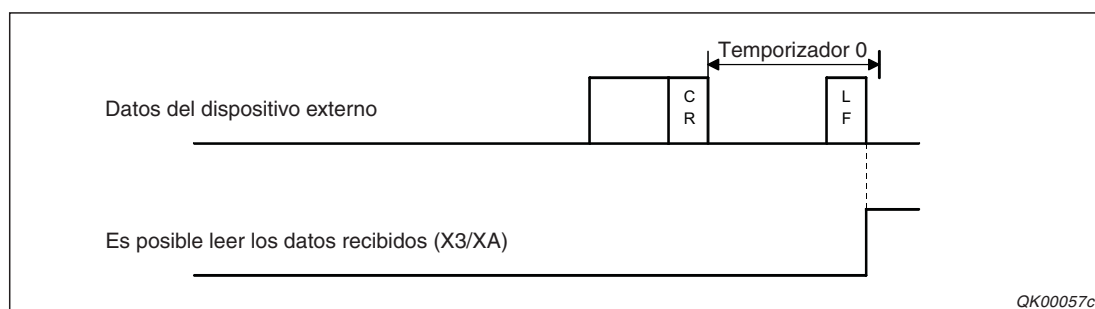 Temporizador 0
Datos del dispositivo externo
C
R
L
F
Es posible leer los datos recibidos (X3/XA)
QK00057c